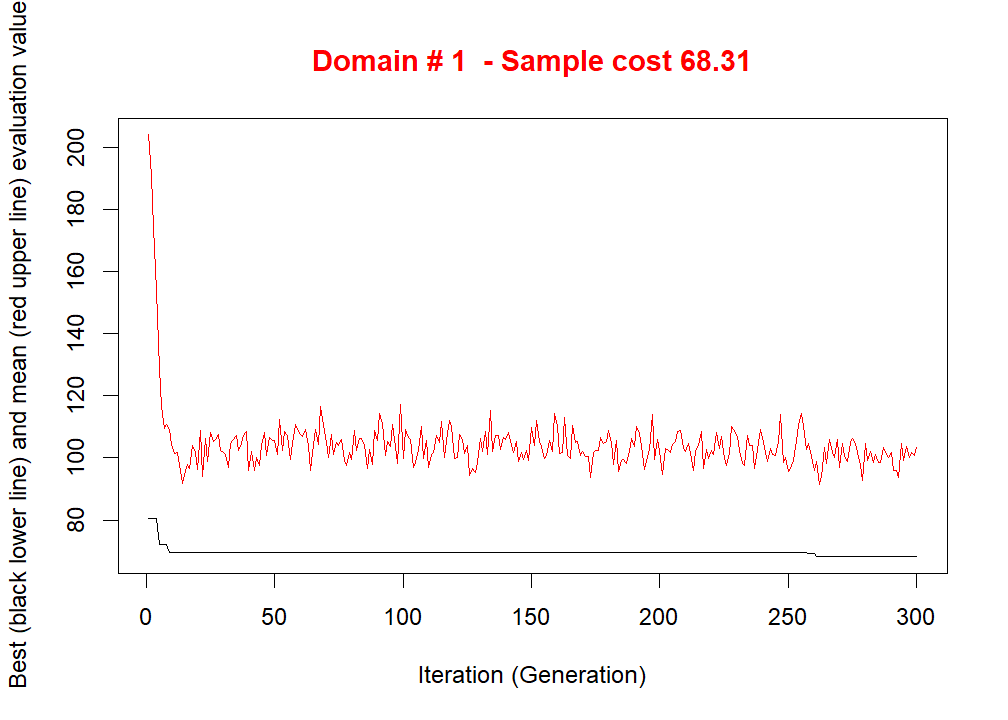 Domain # 1  - Sample cost 68.31
Best (black lower line) and mean (red upper line) evaluation value
200
180
160
140
120
100
80
0 50 100 150 200 250 300
Iteration (Generation)